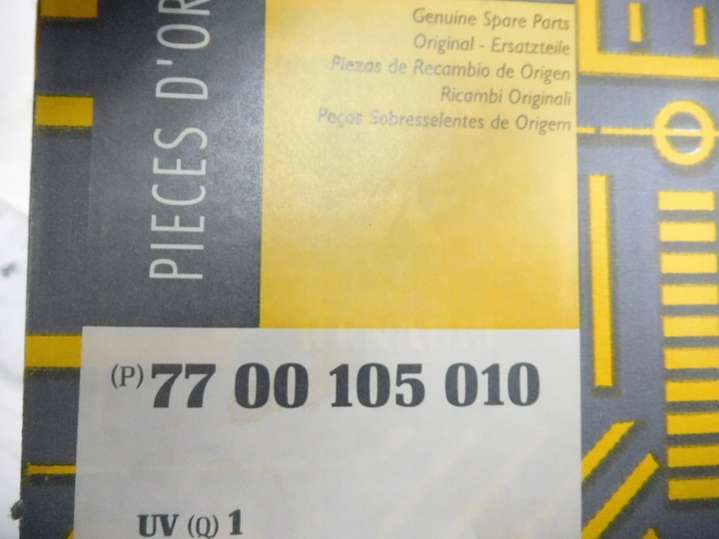 PIECES D'OR
Genuine Spare Parts
Original - Ersatzteile
Piezas de Recambio de Origen
Ricambi Originali
Peças Sobresselentes de Origem
(P) 77 00 105 010
UV (Q) 1